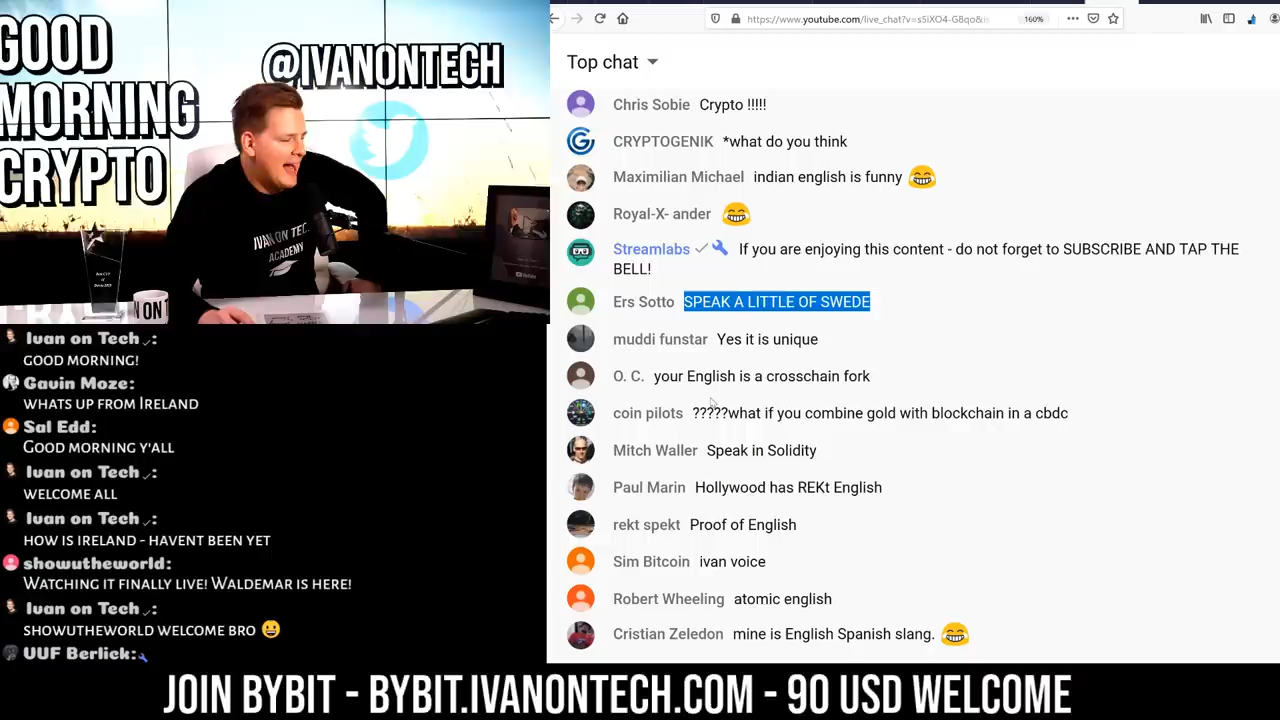 GOOD
MORNING
CRYPTO
@IVANONTECH
IVAN ON TECH
ACADEMY
ON
Ivan on Tech:
GOOD MORNING!
Gavin Moze:
WHATS UP FROM IRELAND
Sal Edd:
GOOD MORNING Y'ALL
Ivan on Tech:
WELCOME ALL
Ivan on Tech:
HOW IS IRELAND - HAVENT BEEN YET
showutheworld:
WATCHING IT FINALLY LIVE! WALDEMAR IS HERE!
Ivan on Tech:
SHOWUTHEWORLD WELCOME BRO 😀
UUF Berlick:
https://www.youtube.com/live_chat?v=s5iXO4-G8qo&is
160%
Top chat
Chris Sobie Crypto !!!!!
CRYPTOGENIK *what do you think
Maximilian Michael indian english is funny 😂
Royal-X- ander 😂
Streamlabs If you are enjoying this content - do not forget to SUBSCRIBE AND TAP THE
BELL!
Ers Sotto SPEAK A LITTLE OF SWEDE
muddi funstar Yes it is unique
O. C. your English is a crosschain fork
coin pilots ?????what if you combine gold with blockchain in a cbdc
Mitch Waller Speak in Solidity
Paul Marin Hollywood has REKt English
rekt spekt Proof of English
Sim Bitcoin ivan voice
Robert Wheeling atomic english
Cristian Zeledon mine is English Spanish slang. 😂
JOIN BYBIT - BYBIT.IVANONTECH.COM - 90 USD WELCOME